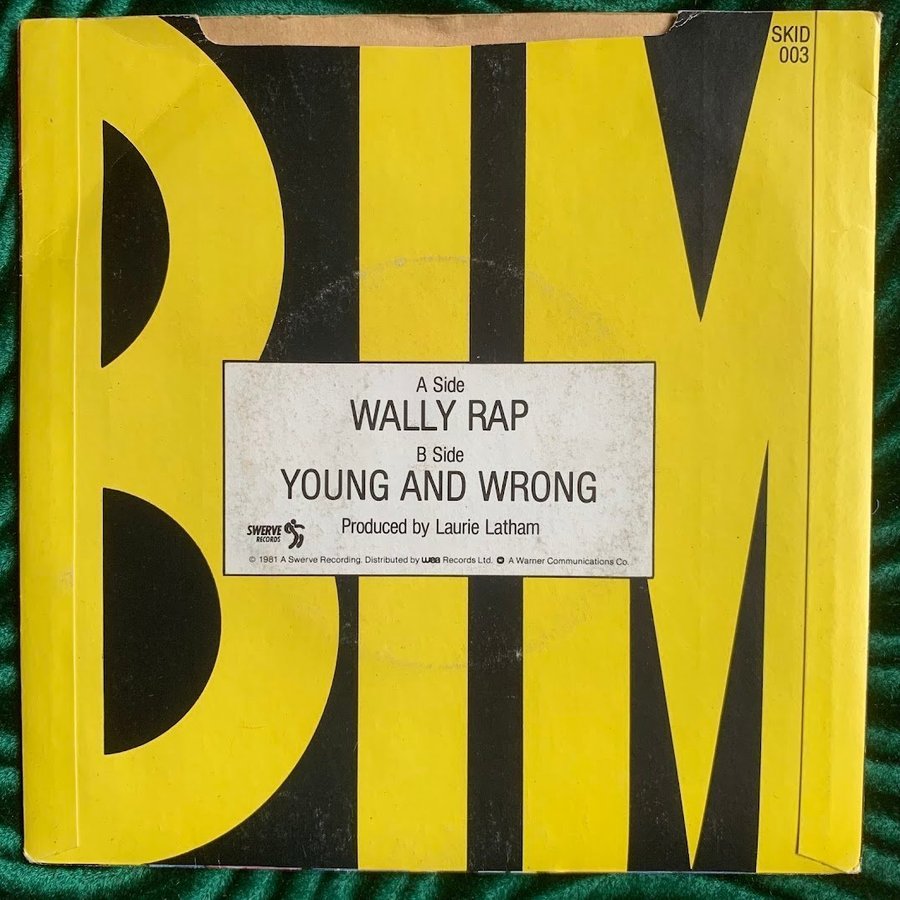 BIM
SKID
003
A Side
WALLY RAP
B Side
YOUNG AND WRONG
Produced by Laurie Latham
SWERVE
RECORDS
© 1981 A Swerve Recording. Distributed by wea Records Ltd. A Warner Communications Co.